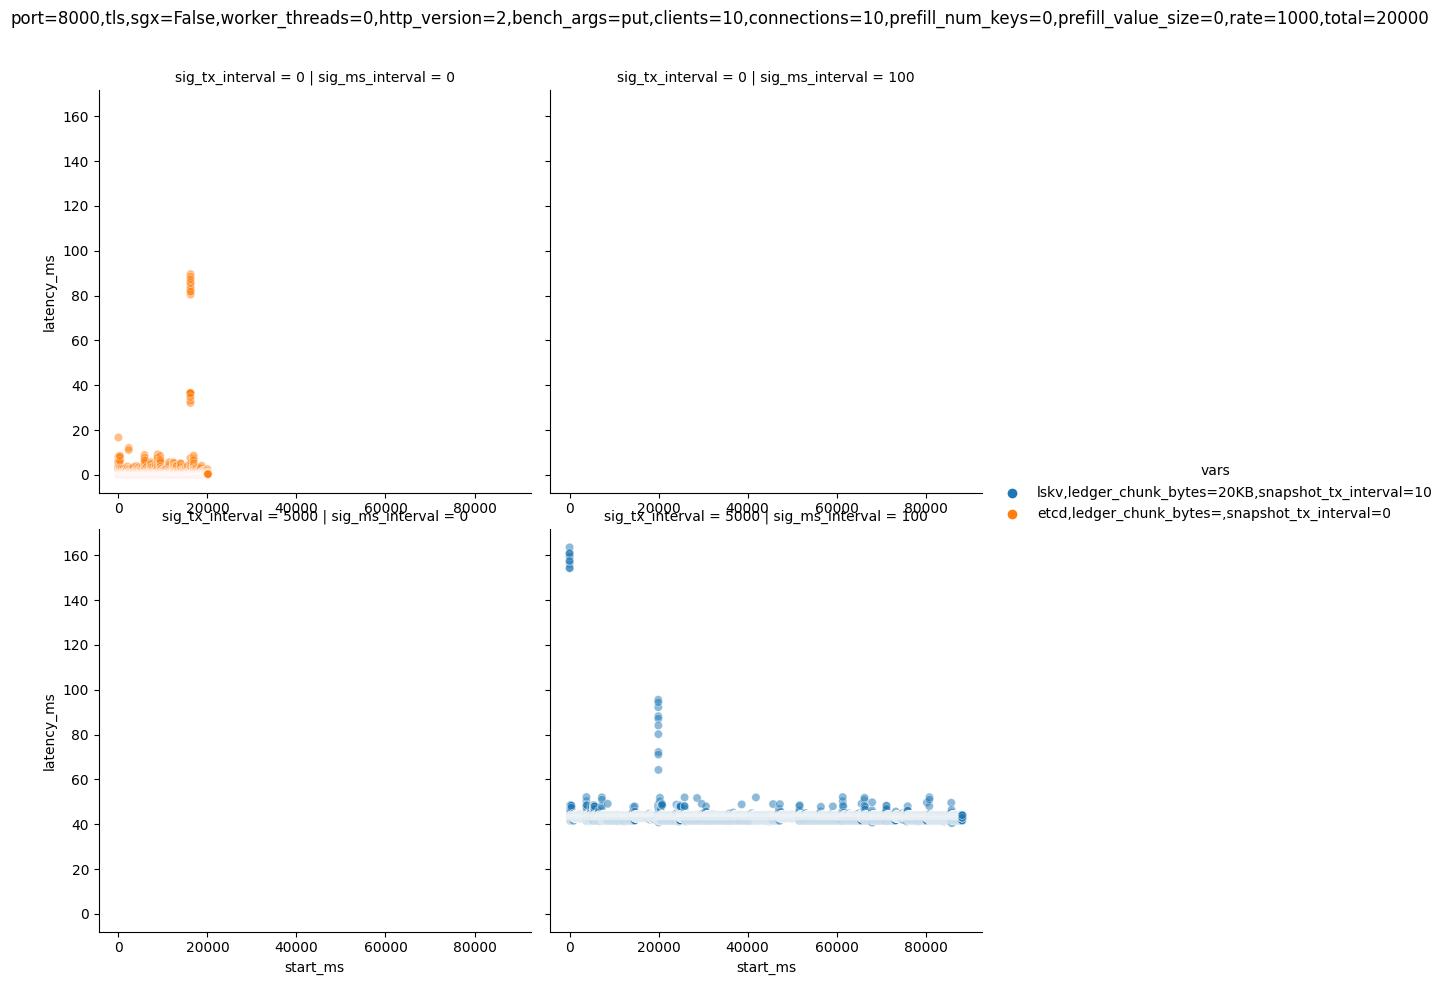 port=8000,tls,sgx=False,worker_threads=0,http_version=2,bench_args=put,clients=10,connections=10,prefill_num_keys=0,prefill_value_size=0,rate=1000,total=20000
sig_tx_interval = 0 | sig_ms_interval = 0
sig_tx_interval = 0 | sig_ms_interval = 100
160
140
120
100
80
60
40
20
0
latency_ms
0 20000 40000 60000 80000
0 20000 40000 60000 80000
sig_tx_interval = 5000 | sig_ms_interval = 0
sig_tx_interval = 5000 | sig_ms_interval = 100
160
140
120
100
80
60
40
20
0
latency_ms
0 20000 40000 60000 80000
0 20000 40000 60000 80000
start_ms
start_ms
vars
lskv,ledger_chunk_bytes=20KB,snapshot_tx_interval=10
etcd,ledger_chunk_bytes=,snapshot_tx_interval=0